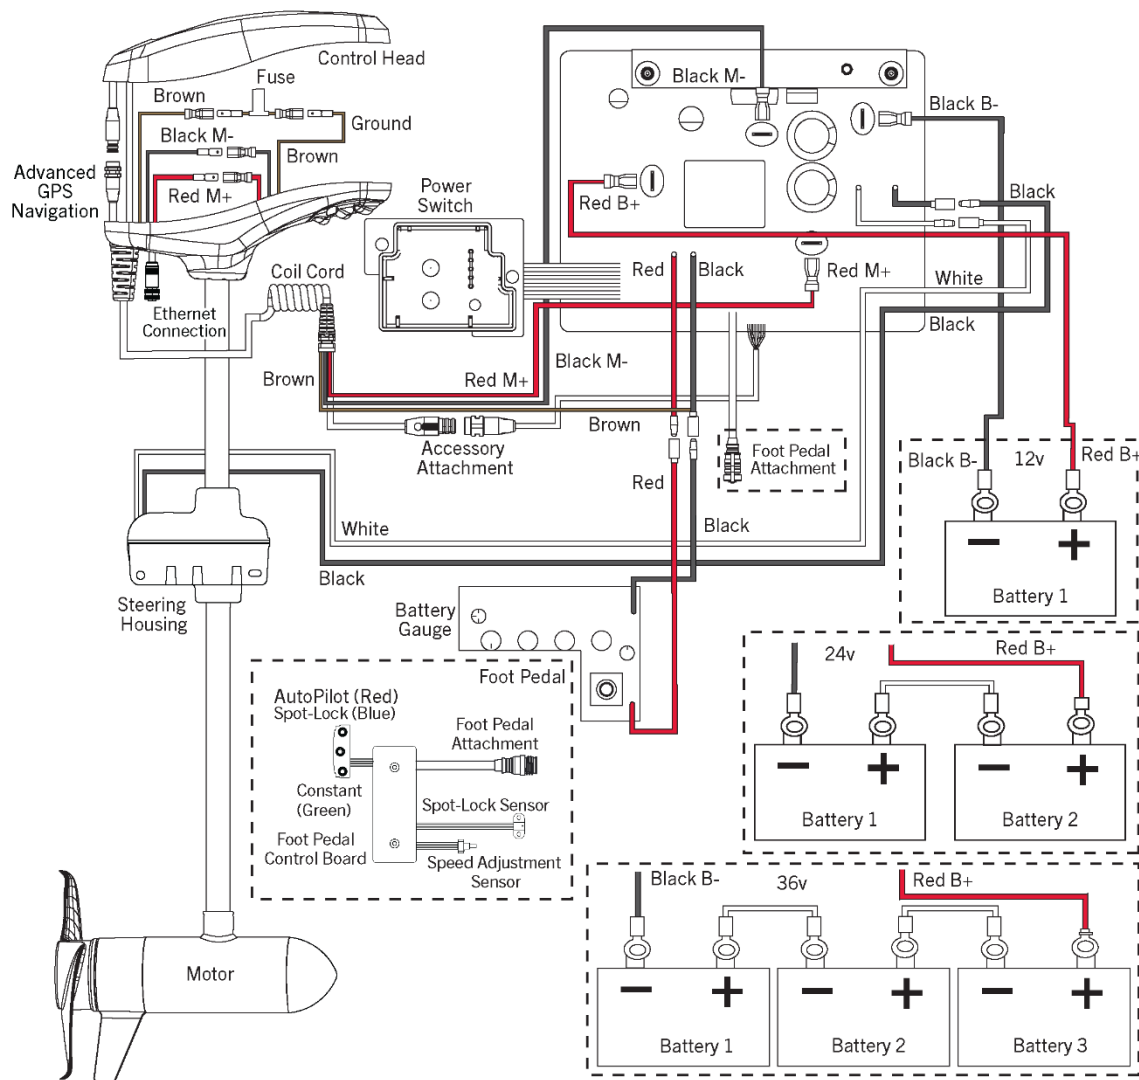 Control Head
Fuse
Brown
Ground
Black M-
Brown
Advanced
GPS
Navigation
Red M+
Ethernet
Connection
Coil Cord
Power
Switch
Black M-
Black B-
Red B+
Black
Red
Black
Red M+
White
Black
Black M-
Red M+
Brown
Brown
Accessory
Attachment
Foot Pedal
Attachment
Red
Black
White
Black
Steering
Housing
Battery
Gauge
Foot Pedal
Black B-
12v
Red B+
Battery 1
24v
Red B+
Battery 1
Battery 2
AutoPilot (Red)
Spot-Lock (Blue)
Foot Pedal
Attachment
Constant
(Green)
Spot-Lock Sensor
Foot Pedal
Control Board
Speed Adjustment
Sensor
Black B-
36v
Red B+
Battery 1
Battery 2
Battery 3
Motor